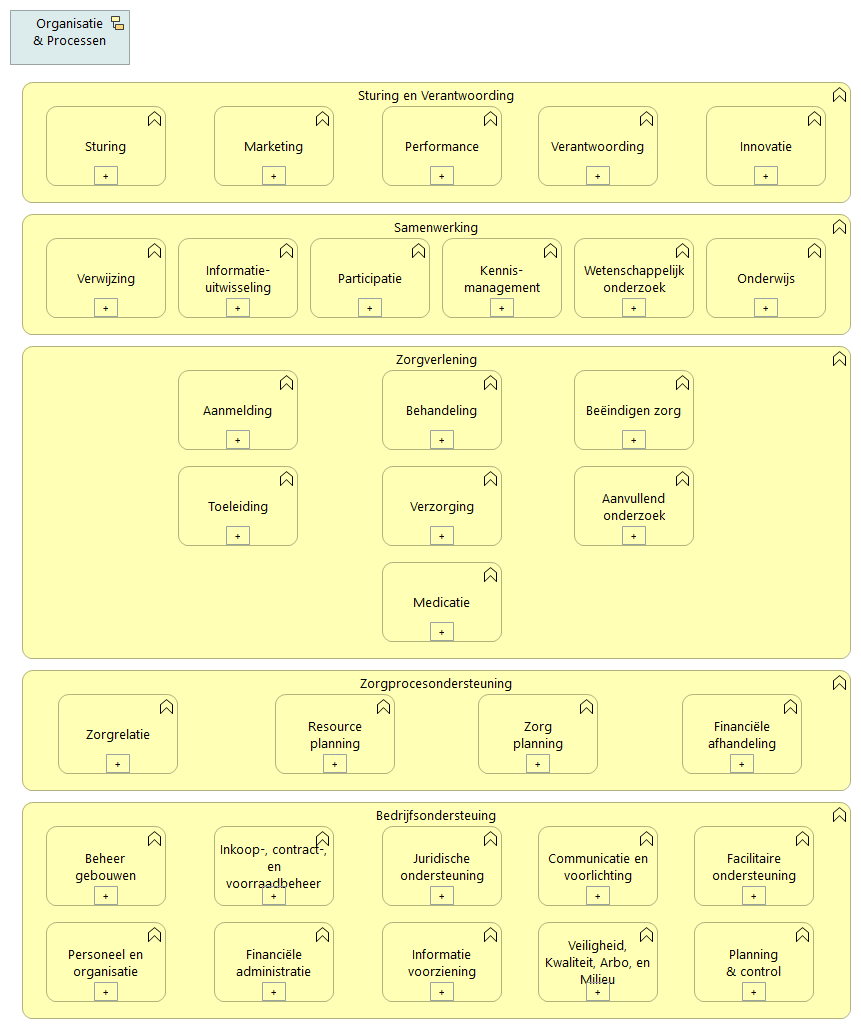 Organisatie
& Processen
Sturing en Verantwoording
Sturing
Marketing
Performance
Verantwoording
Innovatie
+
+
+
+
+
Samenwerking
Verwijzing
Informatie-
uitwisseling
Participatie
Kennis-
management
Wetenschappelijk
onderzoek
Onderwijs
+
+
+
+
+
+
Zorgverlening
Aanmelding
Behandeling
Beëindigen zorg
+
+
+
Toeleiding
Verzorging
Aanvullend
onderzoek
+
+
+
Medicatie
+
Zorgprocesondersteuning
Zorgrelatie
Resource
planning
Zorg
planning
Financiële
afhandeling
+
+
+
+
Bedrijfsondersteuing
Beheer
gebouwen
Inkoop-, contract-,
en
voorraadbeheer
Juridische
ondersteuning
Communicatie en
voorlichting
Facilitaire
ondersteuning
+
+
+
+
+
Personeel en
organisatie
Financiële
administratie
Informatie
voorziening
Veiligheid,
Kwaliteit, Arbo, en
Milieu
Planning
& control
+
+
+
+
+